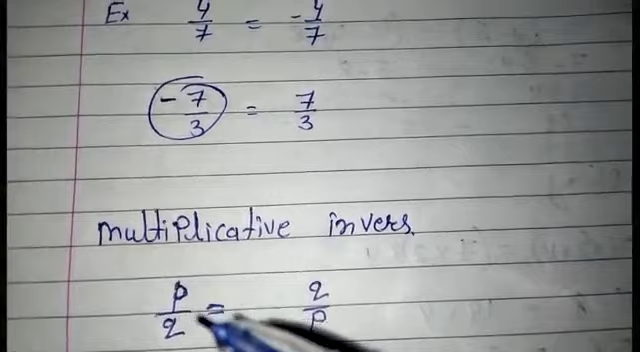 Ex 4/7 = -4/7
-7/3 = 7/3
multiplicative invers
p/q = q/p